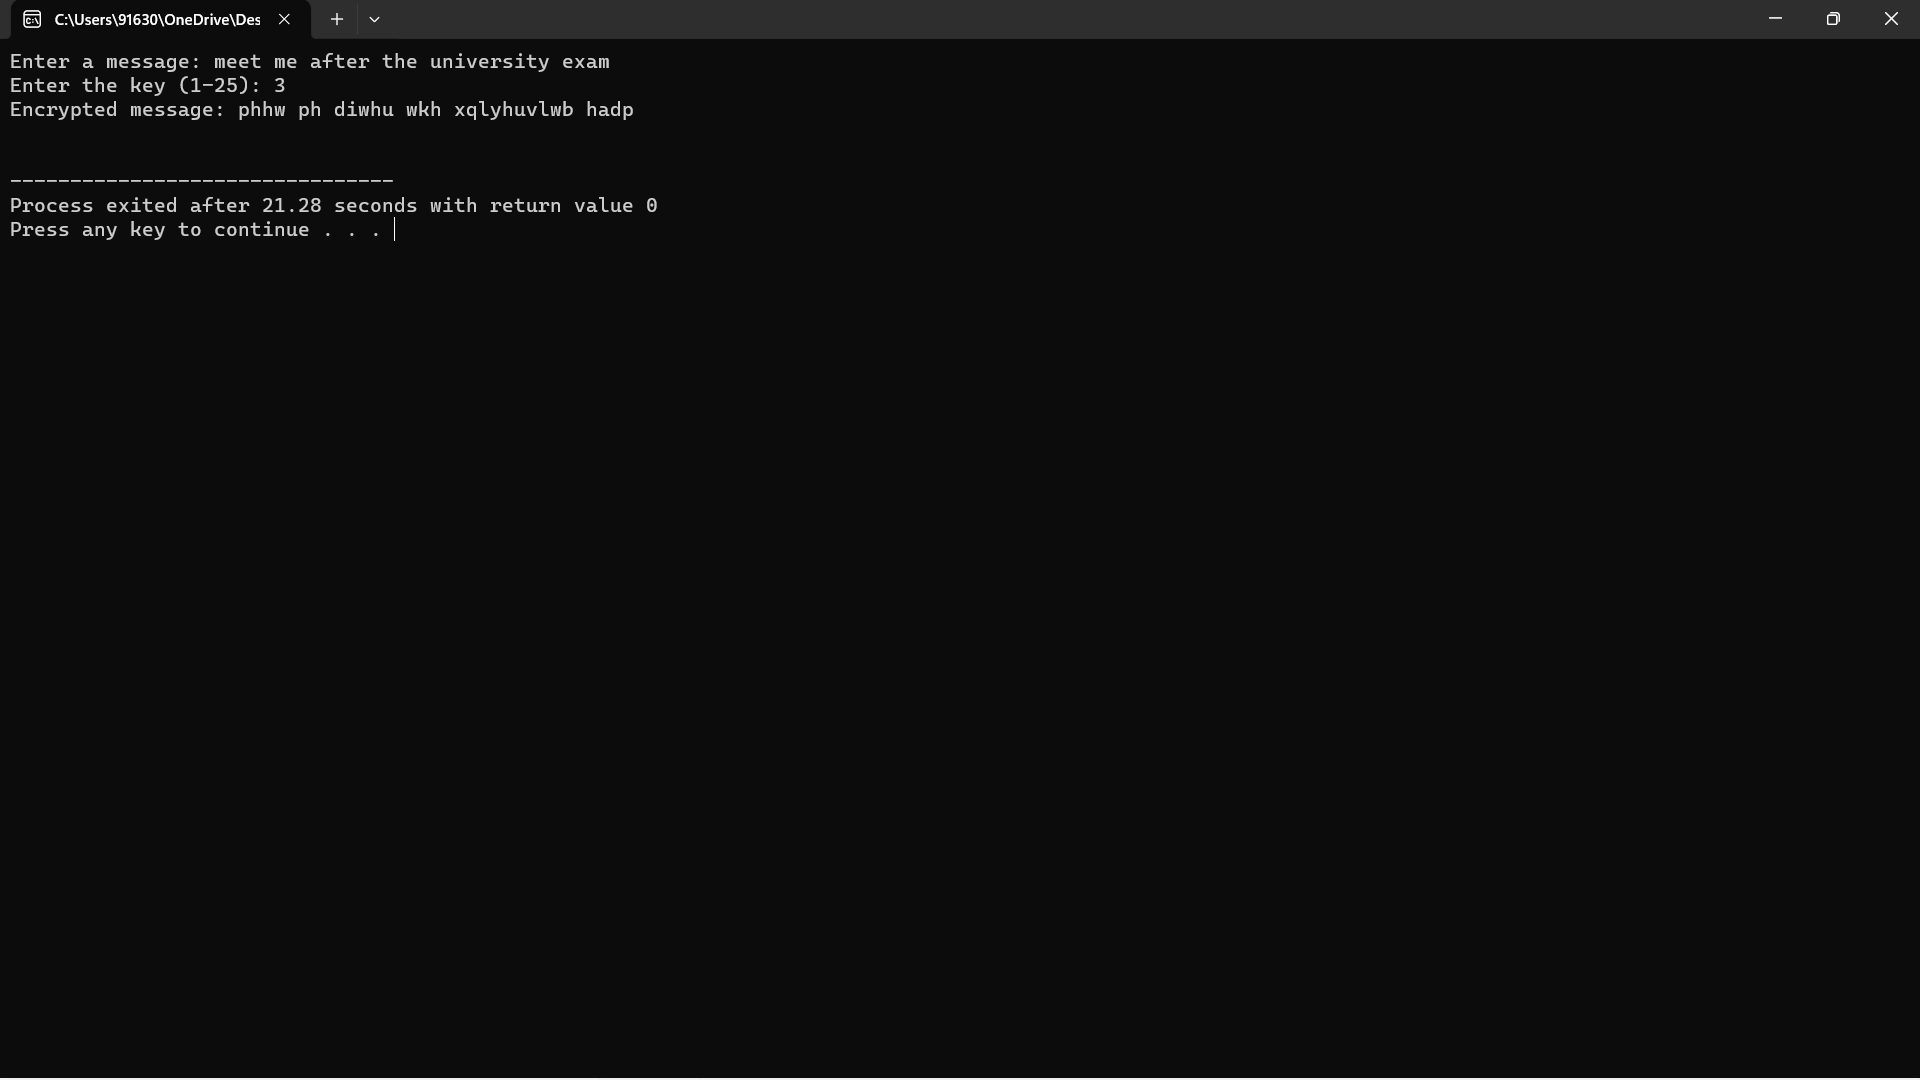 C:\Users\91630\OneDrive\Des
Enter a message: meet me after the university exam
Enter the key (1-25): 3
Encrypted message: phhw ph diwhu wkh xqlyhuvlwb hadp
--------------------------------
Process exited after 21.28 seconds with return value 0
Press any key to continue . . .